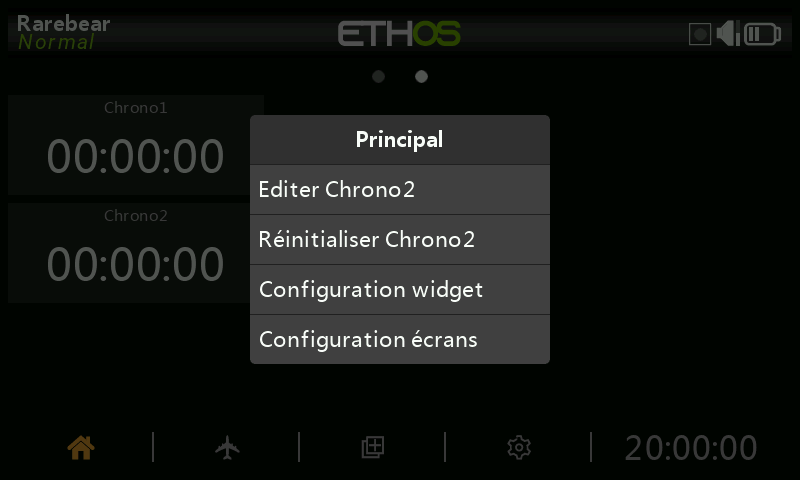 Rarebear
Normal
ETHOS
Chrono1
00:00:00
Chrono2
00:00:00
Principal
Editer Chrono2
Réinitialiser Chrono2
Configuration widget
Configuration écrans
20:00:00